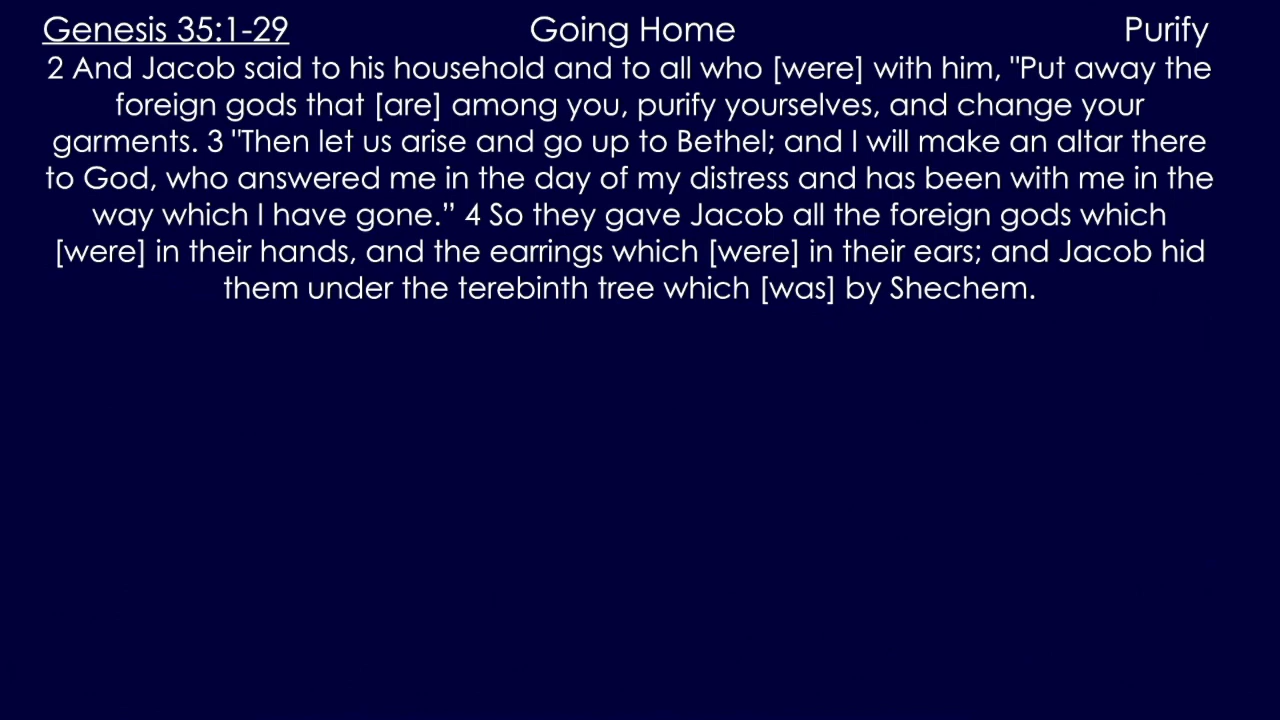 Genesis 35:1-29 Going Home Purify
2 And Jacob said to his household and to all who [were] with him, "Put away the
foreign gods that [are] among you, purify yourselves, and change your
garments. 3 "Then let us arise and go up to Bethel; and I will make an altar there
to God, who answered me in the day of my distress and has been with me in the
way which I have gone.” 4 So they gave Jacob all the foreign gods which
[were] in their hands, and the earrings which [were] in their ears; and Jacob hid
them under the terebinth tree which [was] by Shechem.